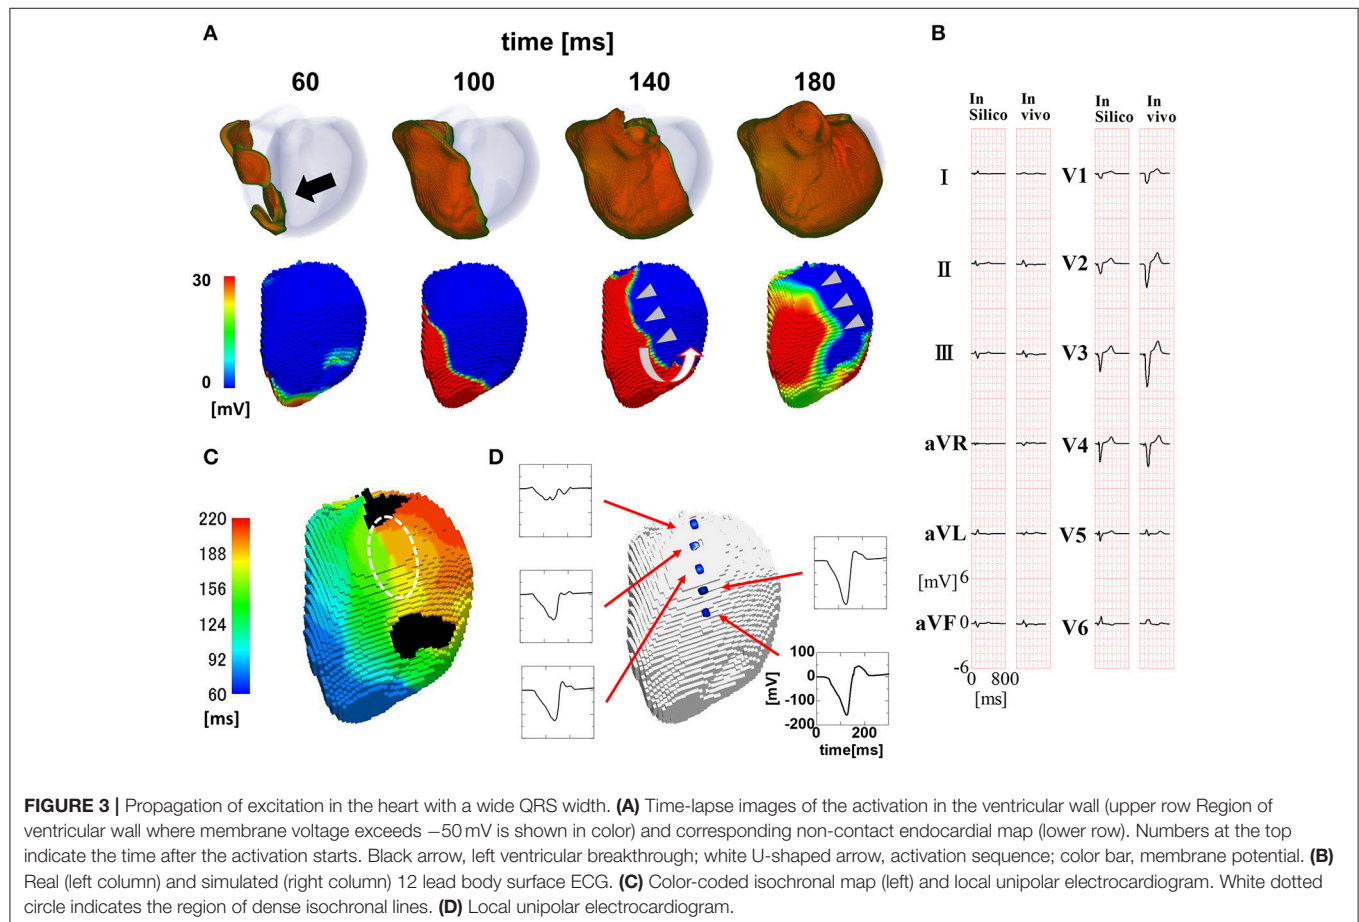 A
time [ms]
60
100
140
180
30
0
[mV]
B
In
Silico
In
vivo
In
Silico
In
vivo
I
V1
II
V2
III
V3
aVR
V4
aVL
V5
[mV] 6
aVF 0
V6
-6
0 800
[ms]
C
220
188
156
124
92
60
[ms]
D
100
0
-100
-200
[mV]
0 200
time[ms]
FIGURE 3 | Propagation of excitation in the heart with a wide QRS width. (A) Time-lapse images of the activation in the ventricular wall (upper row Region of
ventricular wall where membrane voltage exceeds −50 mV is shown in color) and corresponding non-contact endocardial map (lower row). Numbers at the top
indicate the time after the activation starts. Black arrow, left ventricular breakthrough; white U-shaped arrow, activation sequence; color bar, membrane potential. (B)
Real (left column) and simulated (right column) 12 lead body surface ECG. (C) Color-coded isochronal map (left) and local unipolar electrocardiogram. White dotted
circle indicates the region of dense isochronal lines. (D) Local unipolar electrocardiogram.